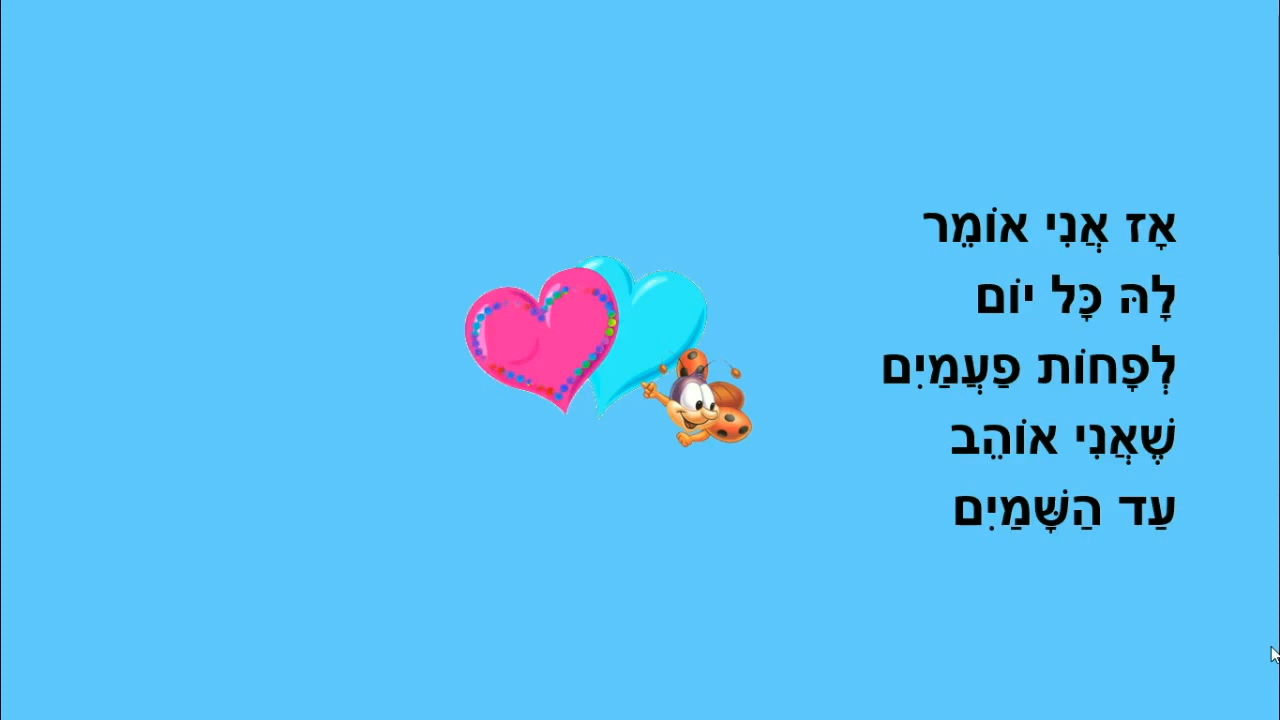 אָז אֲנִי אוֹמֵר
לָהּ כָּל יוֹם
לְפָחוֹת פַּעֲמַיִם
שֶׁאֲנִי אוֹהֵב
עַד הַשָּׁמַיִם